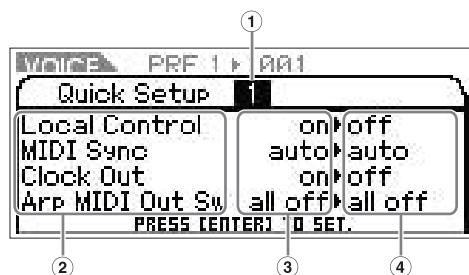 ①
VOICE PRF 1 ▸ 001
Quick Setup 1
Local Control on▸off
MIDI Sync auto▸auto
Clock Out on▸off
Arp MIDI Out Sw all off▸all off
PRESS [ENTER] TO SET.
② ③ ④